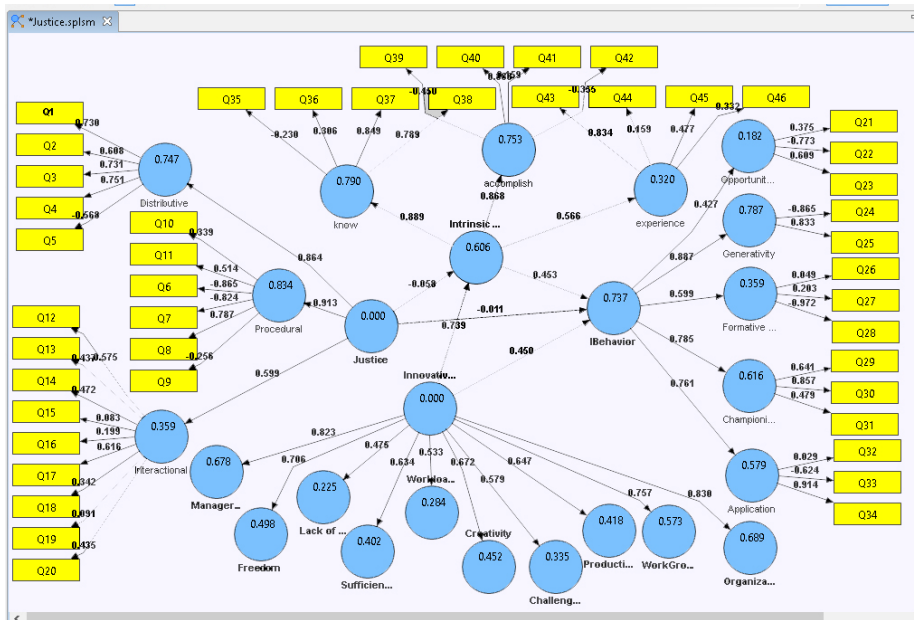 *Justice.splsm
Q39
Q40
Q41
Q42
Q35
Q36
Q37
Q38
Q43
Q44
Q45
Q46
-0.450
0.159
-0.355
-0.230
0.306
0.849
0.789
0.834
0.159
0.477
0.332
Q1
Q2
Q3
Q4
Q5
0.730
0.608
0.731
0.751
-0.568
0.747
Distributive
0.790
know
0.753
accomplish
0.320
experience
0.868
0.889
0.566
Intrinsic ...
0.606
0.182
Opportunit...
0.375
-0.773
0.609
Q21
Q22
Q23
0.427
0.787
Generativity
-0.865
0.833
Q24
Q25
0.887
Q10
Q11
Q6
Q7
Q8
Q9
0.339
0.514
-0.865
-0.824
0.787
-0.256
0.834
Procedural
0.864
0.913
-0.058
0.453
0.000
Justice
-0.011
0.739
0.737
IBehavior
0.599
0.359
Formative ...
0.049
0.203
-0.972
Q26
Q27
Q28
0.599
0.450
0.785
0.761
0.616
Championi...
0.641
0.857
0.479
Q29
Q30
Q31
Q12
Q13
Q14
Q15
Q16
Q17
Q18
Q19
Q20
0.575
0.437
0.472
0.083
0.199
0.616
0.342
0.091
0.435
0.359
Interactional
Innovativ...
0.000
0.579
Application
0.029
-0.624
0.914
Q32
Q33
Q34
0.823
0.706
0.475
0.634
0.533
0.672
0.579
0.647
0.757
0.830
0.678
Manager...
0.498
Freedom
0.225
Lack of ...
0.402
Sufficien...
Workloa...
0.284
Creativity
0.452
0.335
Challeng...
0.418
Producti...
0.573
WorkGro...
0.689
Organiza...